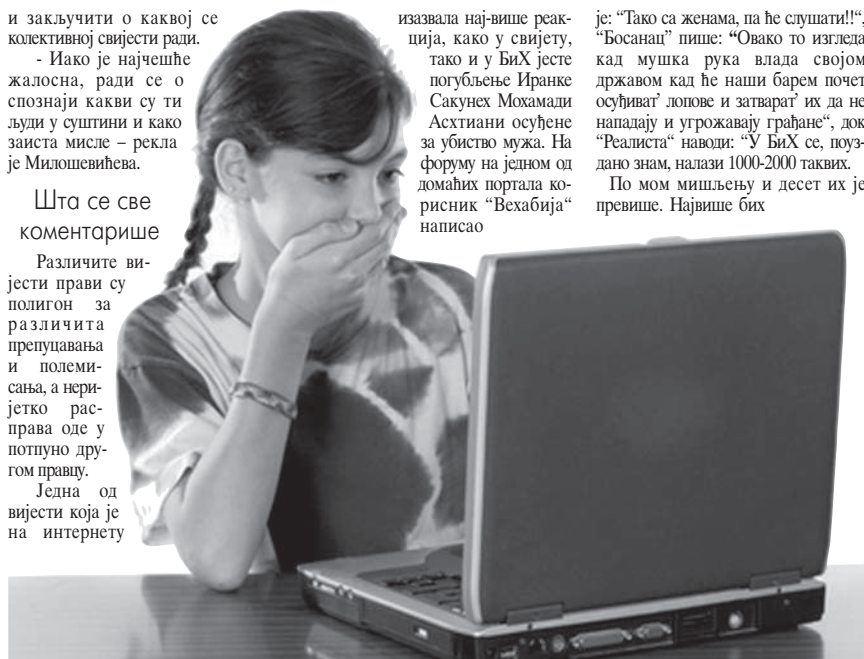 и закључити о каквој се
колективној свијести ради.
- Иако је најчешће
жалосна, ради се о
спознаји какви су ти
људи у суштини и како
заиста мисле – рекла
је Милошевићева.
Шта се све
коментарише
Различите ви-
јести прави су
полигон за
различита
препуцавања
и полеми-
сања, а нери-
јетко рас-
права оде у
потпуно дру-
гом правцу.
Једна од
вијести која је
на интернету
изазвала нај-више реак-
ција, како у свијету,
тако и у БиХ јесте
погубљење Иранке
Сакунех Мохамади
Асхтиани осуђене
за убиство мужа. На
форуму на једном од
домаћих портала ко-
рисник “Вехабија“
написао
је: “Тако са женама, па ће слушати!!“,
“Босанац” пише: “Овако то изгледа
кад мушка рука влада својом
државом кад ће наши барем почет
осуђиват’ лопове и затварат’ их да не
нападају и угрожавају грађане“, док
“Реалиста“ наводи: “У БиХ се, поуз-
дано знам, налази 1000-2000 таквих.
По мом мишљењу и десет их је
превише. Највише бих